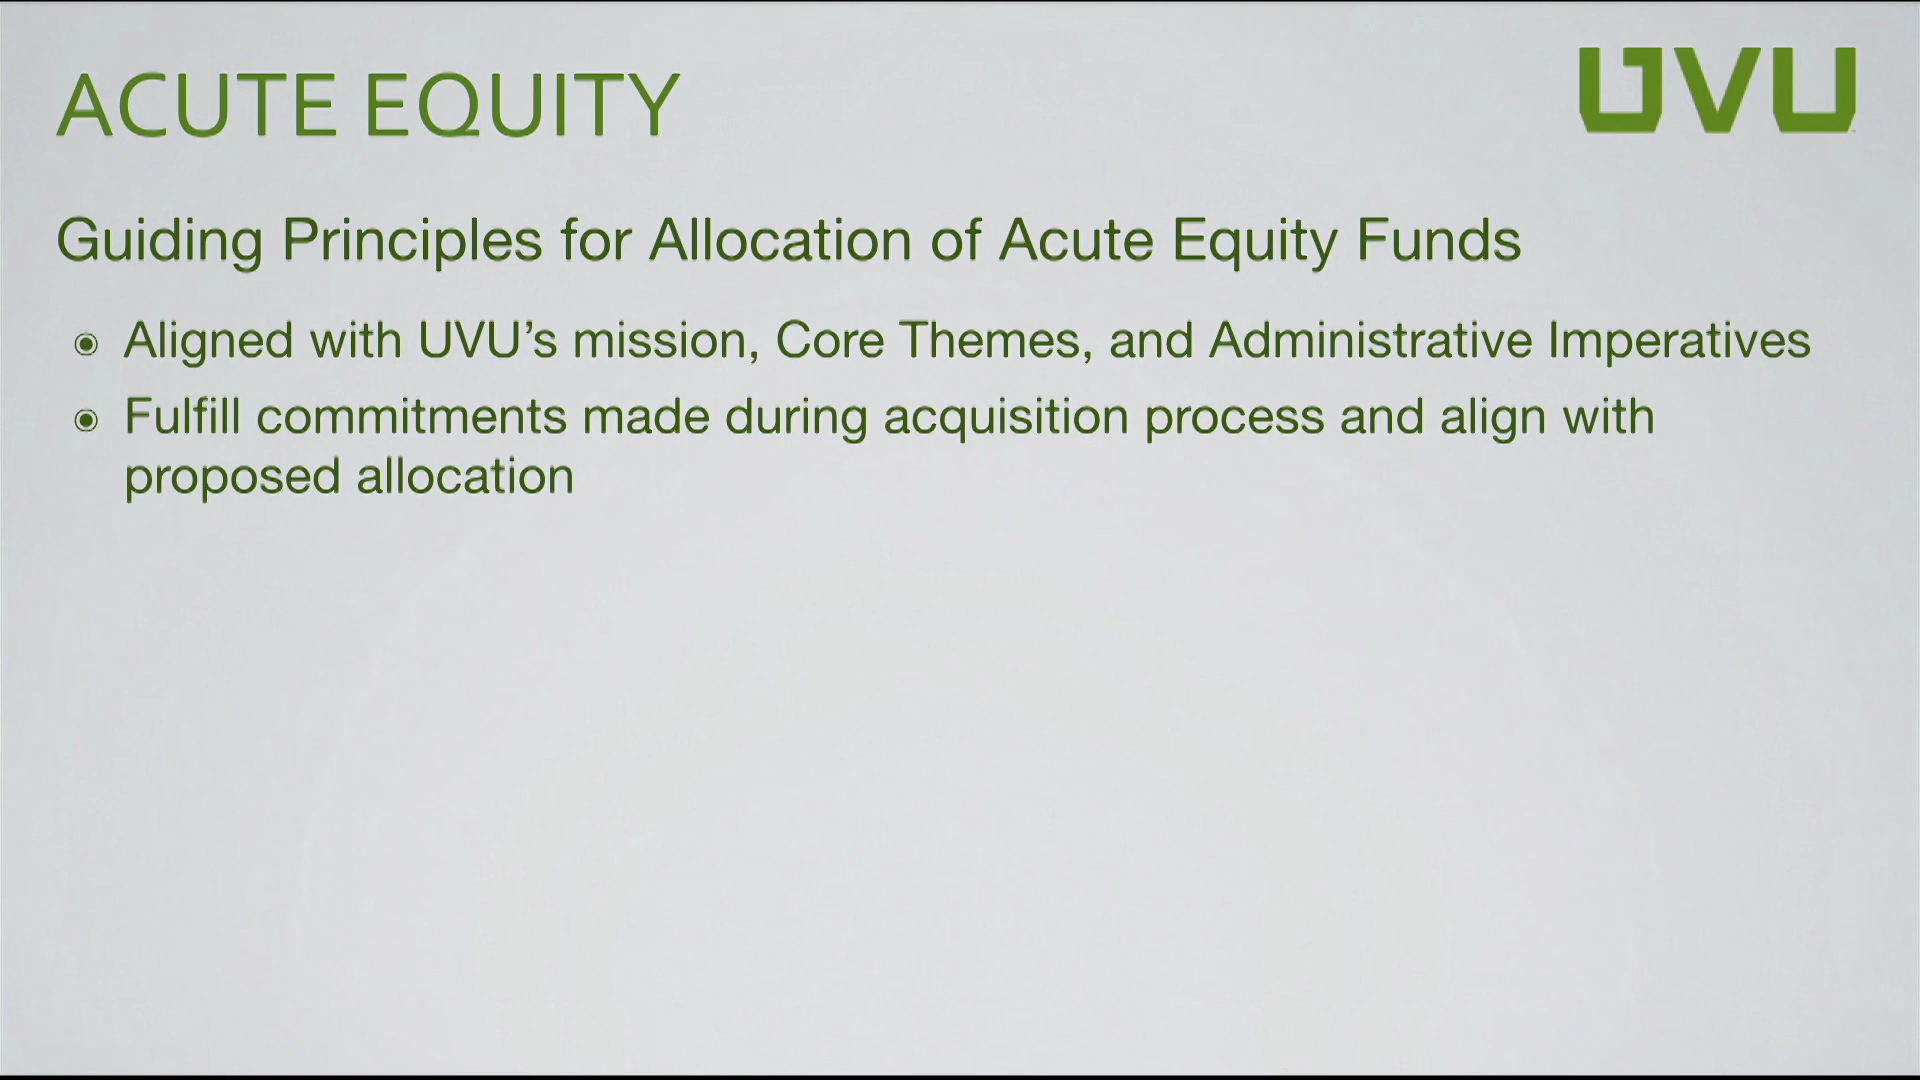 ACUTE EQUITY
UVU
Guiding Principles for Allocation of Acute Equity Funds
Aligned with UVU’s mission, Core Themes, and Administrative Imperatives
Fulfill commitments made during acquisition process and align with
proposed allocation